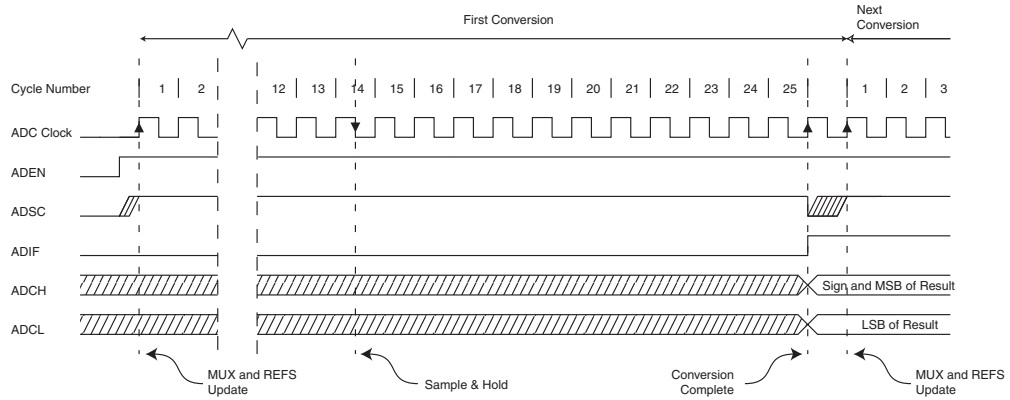 First Conversion
Next
Conversion
Cycle Number 1 2 12 13 14 15 16 17 18 19 20 21 22 23 24 25 1 2 3
ADC Clock
ADEN
ADSC
ADIF
ADCH Sign and MSB of Result
ADCL LSB of Result
MUX and REFS
Update
Sample & Hold
Conversion
Complete
MUX and REFS
Update